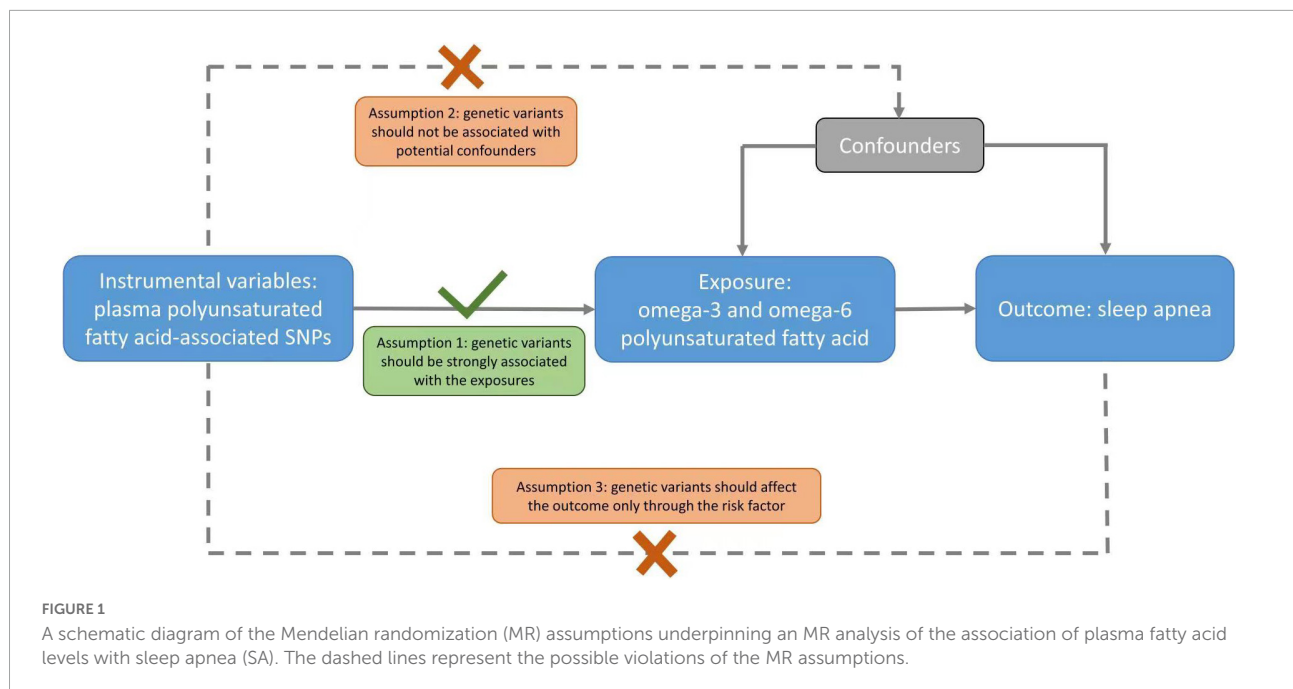 Assumption 2: genetic variants
should not be associated with
potential confounders
Confounders
Instrumental variables:
plasma polyunsaturated
fatty acid-associated SNPs
Assumption 1: genetic variants
should be strongly associated
with the exposures
Exposure:
omega-3 and omega-6
polyunsaturated fatty acid
Outcome: sleep apnea
Assumption 3: genetic variants should affect
the outcome only through the risk factor
FIGURE 1
A schematic diagram of the Mendelian randomization (MR) assumptions underpinning an MR analysis of the association of plasma fatty acid
levels with sleep apnea (SA). The dashed lines represent the possible violations of the MR assumptions.